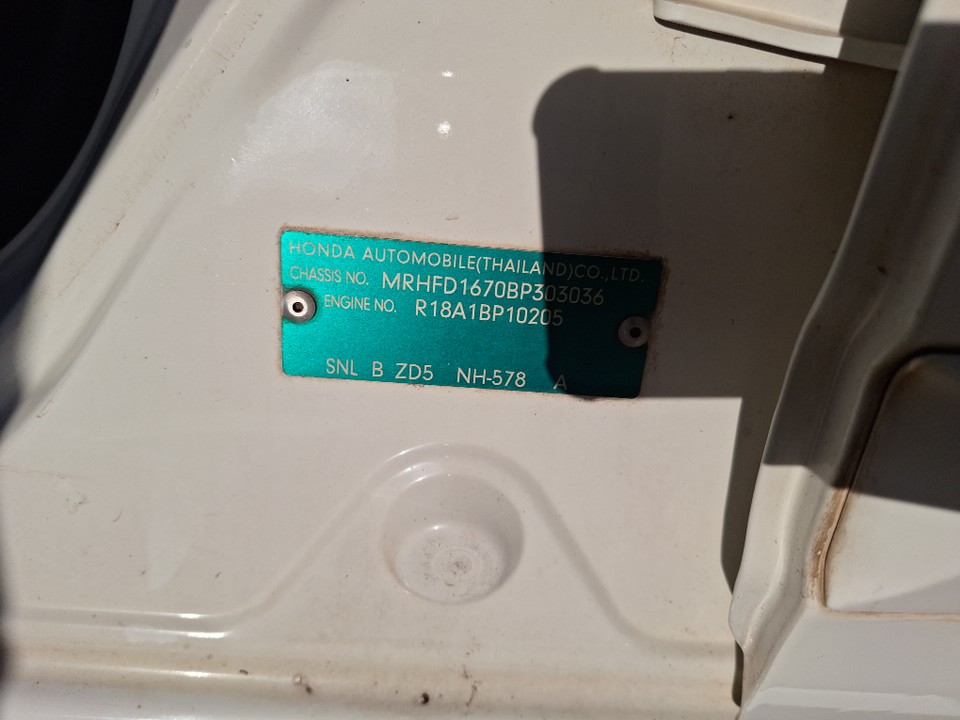 HONDA AUTOMOBILE(THAILAND)CO.,LTD.
CHASSIS NO. MRHFD1670BP303036
ENGINE NO. R18A1BP10205
SNL B ZD5 NH-578 A